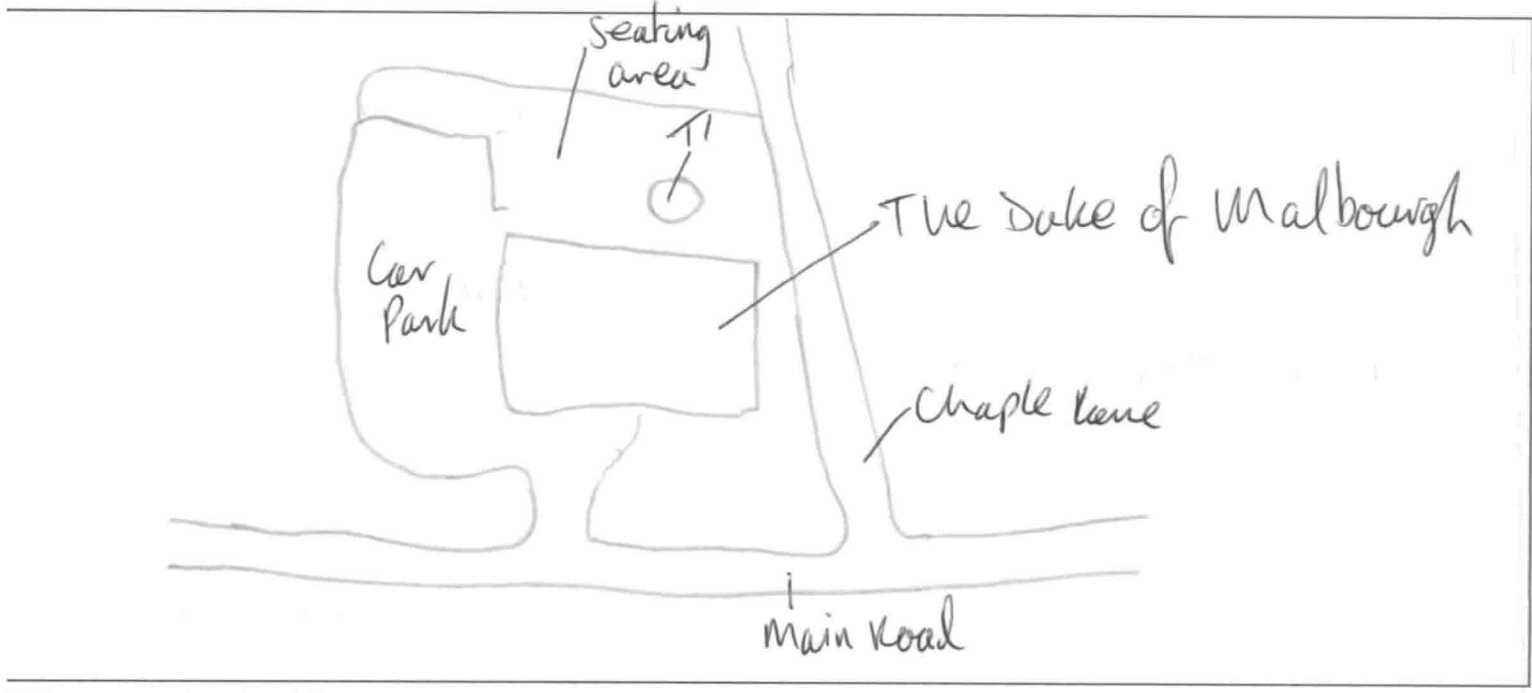 Seating
area
T1
The Duke of Malbourgh
Car
Park
Chaple Lane
Main Road